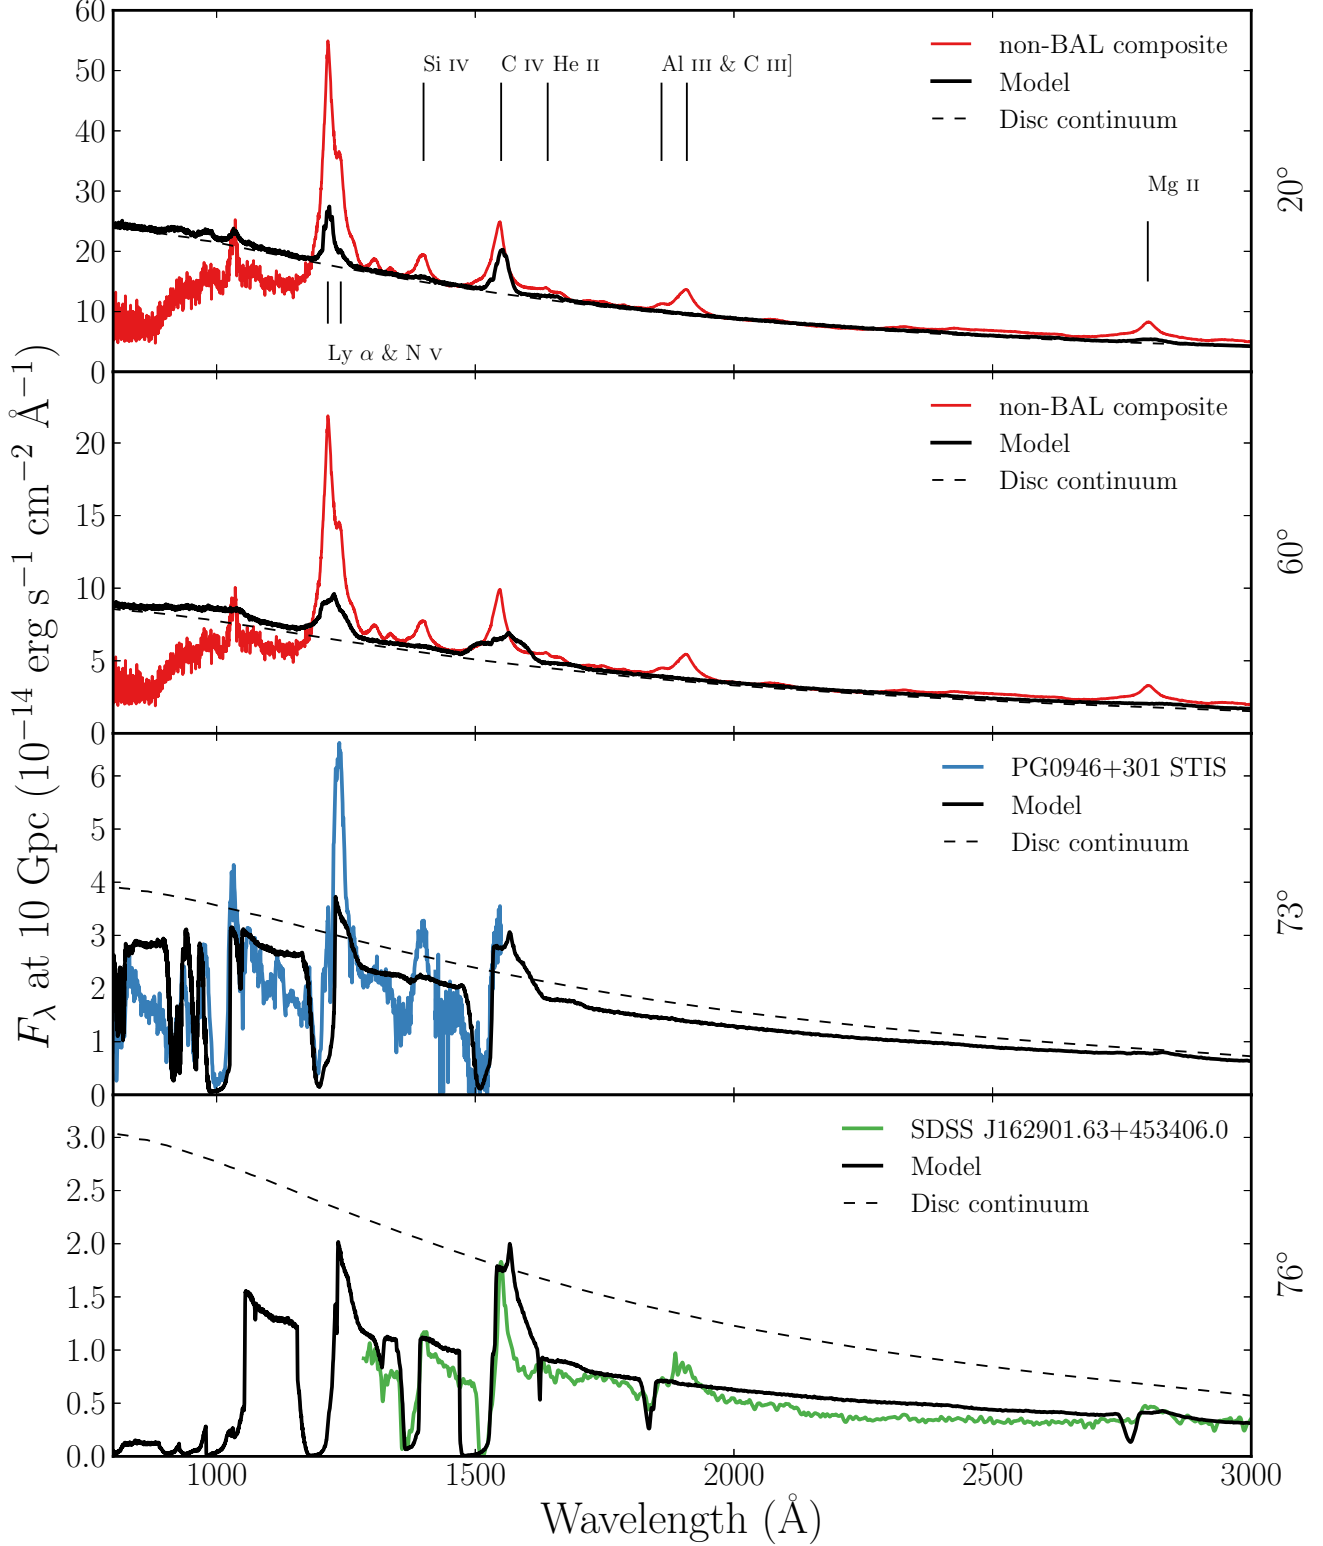 60
50
40
30
20
10
0
Si IV
C IV He II
Al III & C III]
Mg II
Ly α & N V
non-BAL composite
Model
Disc continuum
20°
20
15
10
5
0
non-BAL composite
Model
Disc continuum
60°
6
5
4
3
2
1
0
PG0946+301 STIS
Model
Disc continuum
73°
3.0
2.5
2.0
1.5
1.0
0.5
0.0
SDSS J162901.63+453406.0
Model
Disc continuum
76°
1000 1500 2000 2500 3000
Wavelength (Å)
F_λ at 10 Gpc (10⁻¹⁴ erg s⁻¹ cm⁻² Å⁻¹)